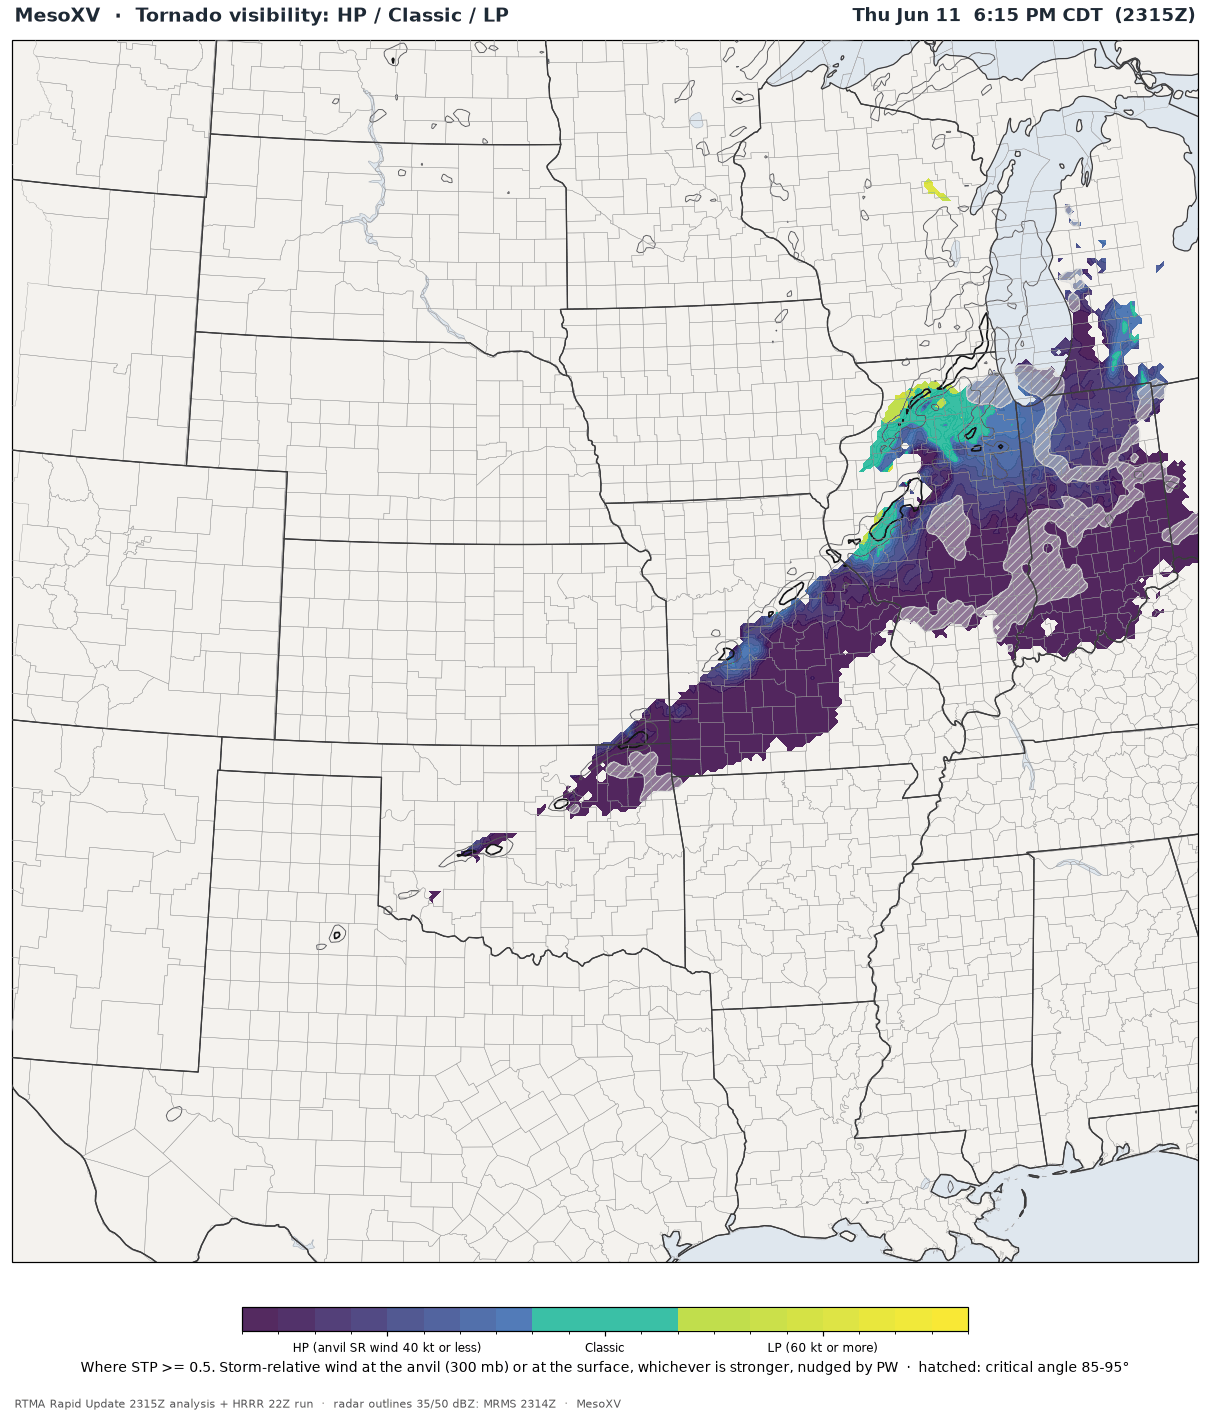 MesoXV · Tornado visibility: HP / Classic / LP
Thu Jun 11 6:15 PM CDT (2315Z)
HP (anvil SR wind 40 kt or less)
Classic
LP (60 kt or more)
Where STP >= 0.5. Storm-relative wind at the anvil (300 mb) or at the surface, whichever is stronger, nudged by PW · hatched: critical angle 85-95°
RTMA Rapid Update 2315Z analysis + HRRR 22Z run · radar outlines 35/50 dBZ: MRMS 2314Z · MesoXV